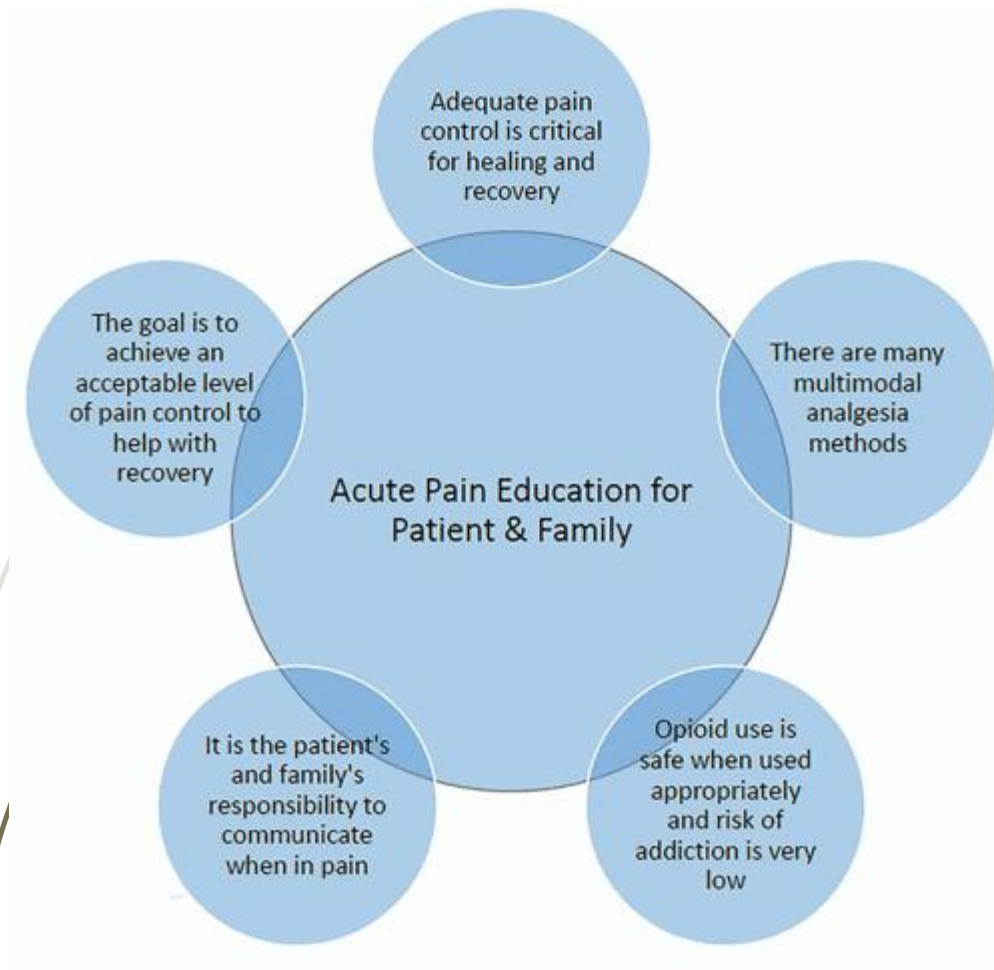 Adequate pain
control is critical
for healing and
recovery
The goal is to
achieve an
acceptable level
of pain control to
help with
recovery
There are many
multimodal
analgesia
methods
Acute Pain Education for
Patient & Family
It is the patient's
and family's
responsibility to
communicate
when in pain
Opioid use is
safe when used
appropriately
and risk of
addiction is very
low